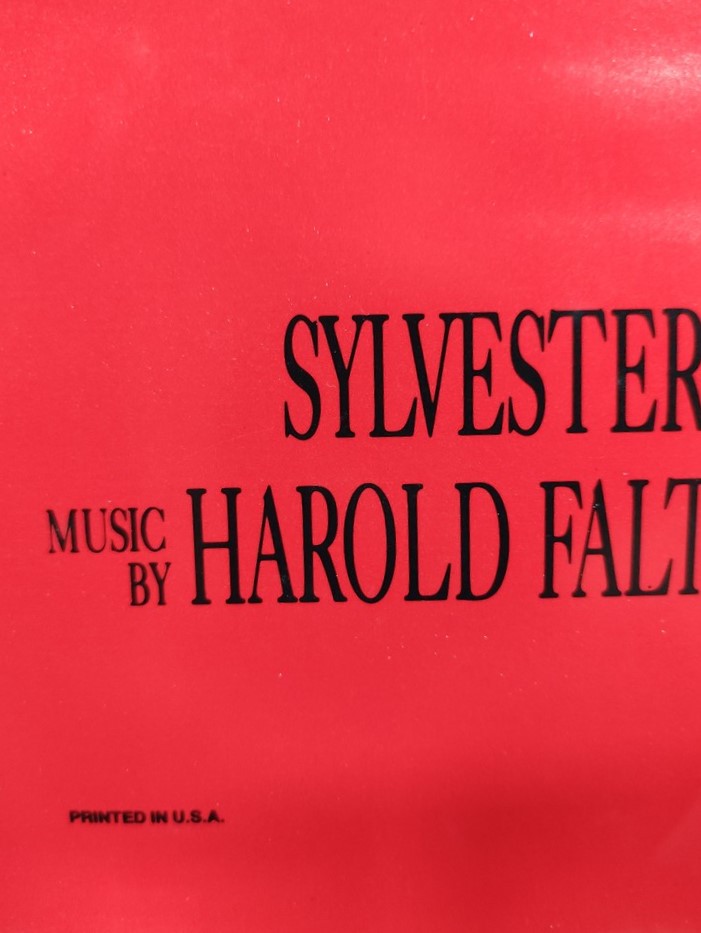 SYLVESTER
MUSIC BY HAROLD FALT
PRINTED IN U.S.A.